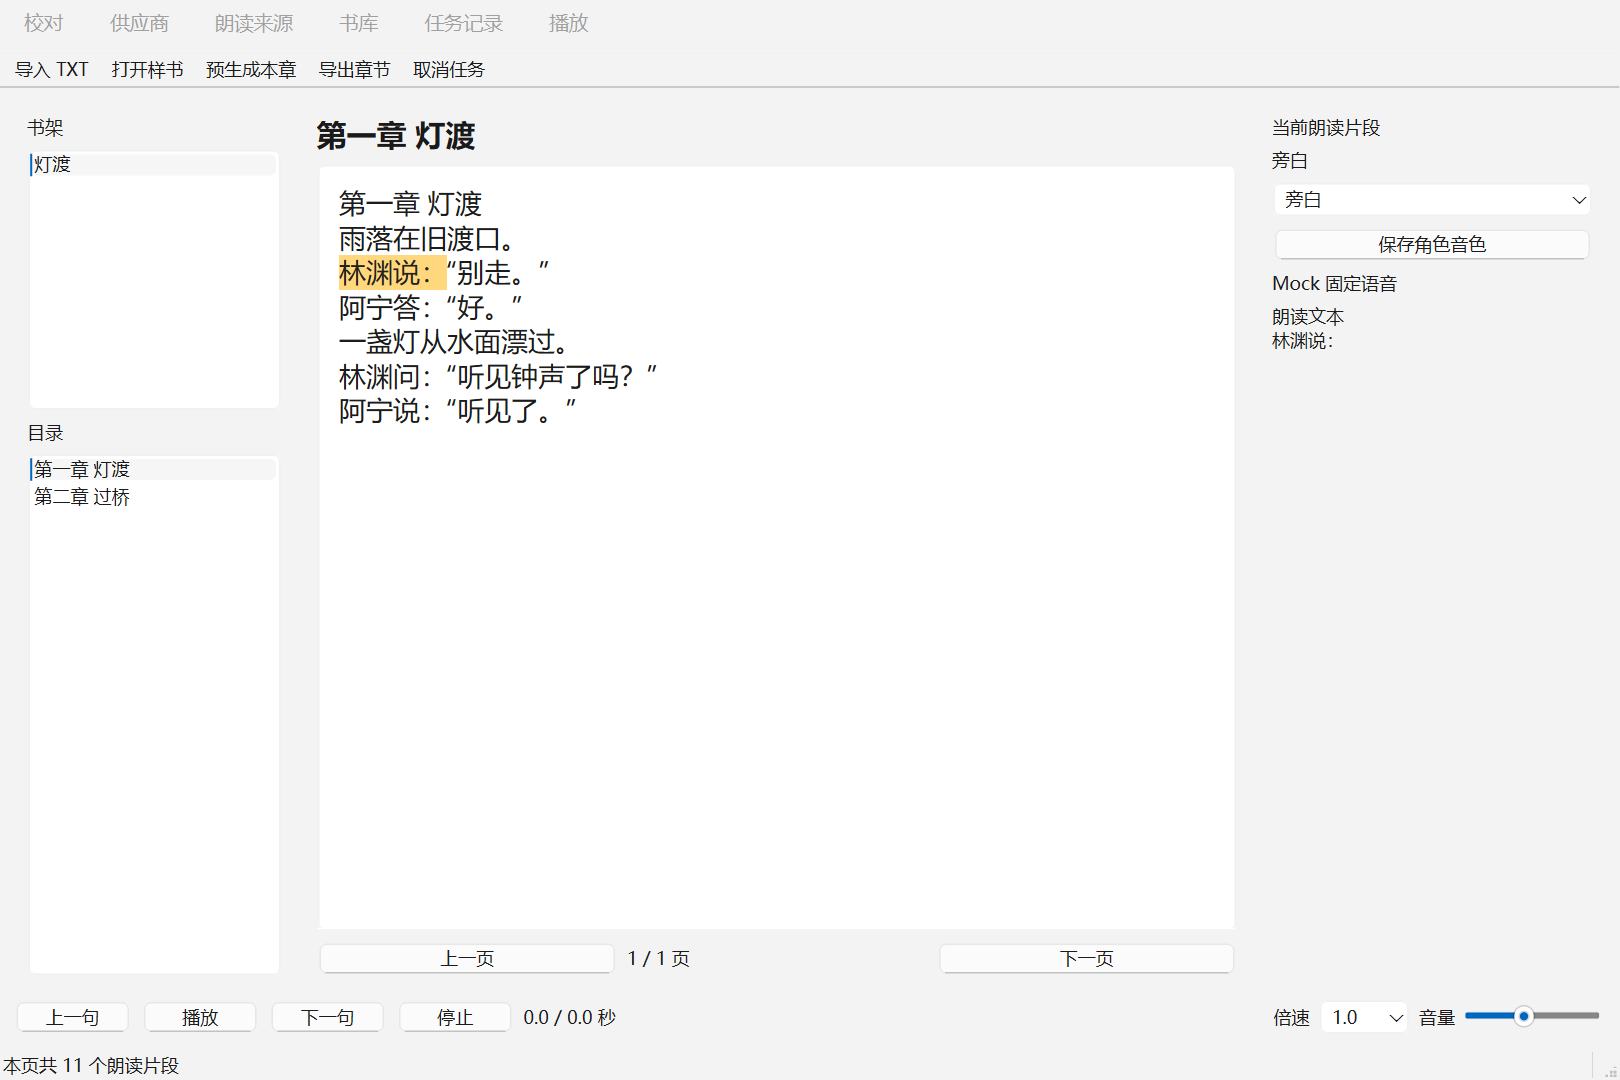 校对 供应商 朗读来源 书库 任务记录 播放
导入 TXT 打开样书 预生成本章 导出章节 取消任务
书架
灯渡
目录
第一章 灯渡
第二章 过桥
第一章 灯渡
第一章 灯渡
雨落在旧渡口。
林渊说：“别走。”
阿宁答：“好。”
一盏灯从水面漂过。
林渊问：“听见钟声了吗？”
阿宁说：“听见了。”
上一页 1 / 1 页 下一页
当前朗读片段
旁白
旁白
保存角色音色
Mock 固定语音
朗读文本
林渊说：
上一句 播放 下一句 停止 0.0 / 0.0 秒 倍速 1.0 音量
本页共 11 个朗读片段